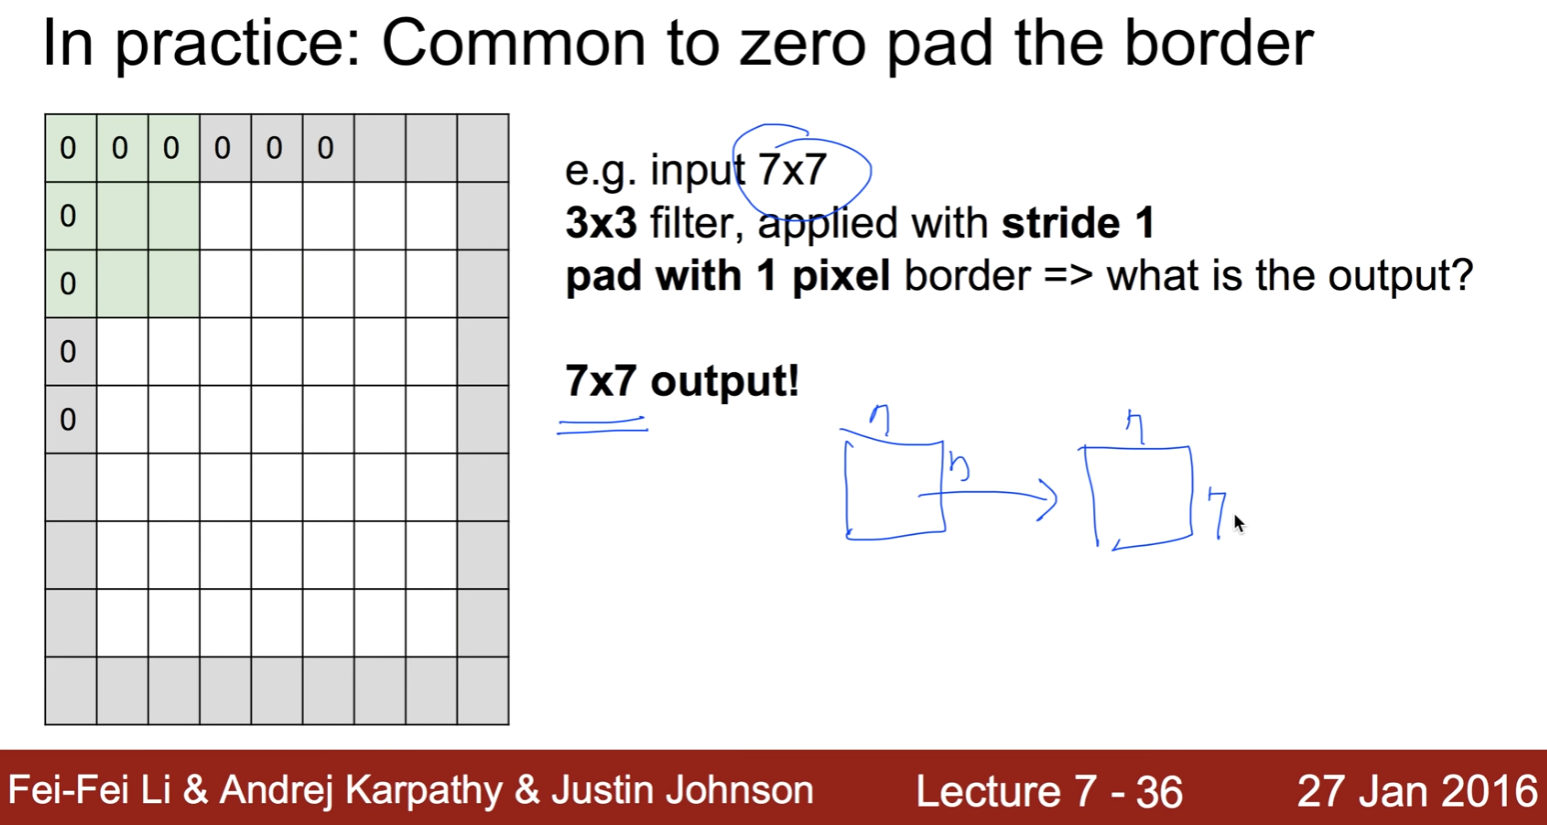 In practice: Common to zero pad the border
0 0 0 0 0 0
0
0
0
0
e.g. input 7x7
3x3 filter, applied with stride 1
pad with 1 pixel border => what is the output?
7x7 output!
7
7
7
7
Fei-Fei Li & Andrej Karpathy & Justin Johnson Lecture 7 - 36 27 Jan 2016